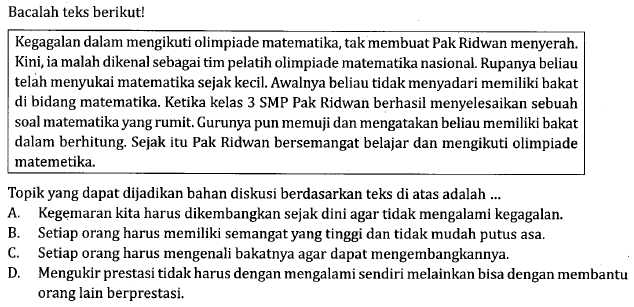 Bacalah teks berikut!
Kegagalan dalam mengikuti olimpiade matematika, tak membuat Pak Ridwan menyerah.
Kini, ia malah dikenal sebagai tim pelatih olimpiade matematika nasional. Rupanya beliau
telah menyukai matematika sejak kecil. Awalnya beliau tidak menyadari memiliki bakat
di bidang matematika. Ketika kelas 3 SMP Pak Ridwan berhasil menyelesaikan sebuah
soal matematika yang rumit. Gurunya pun memuji dan mengatakan beliau memiliki bakat
dalam berhitung. Sejak itu Pak Ridwan bersemangat belajar dan mengikuti olimpiade
matemetika.
Topik yang dapat dijadikan bahan diskusi berdasarkan teks di atas adalah ...
A. Kegemaran kita harus dikembangkan sejak dini agar tidak mengalami kegagalan.
B. Setiap orang harus memiliki semangat yang tinggi dan tidak mudah putus asa.
C. Setiap orang harus mengenali bakatnya agar dapat mengembangkannya.
D. Mengukir prestasi tidak harus dengan mengalami sendiri melainkan bisa dengan membantu
orang lain berprestasi.